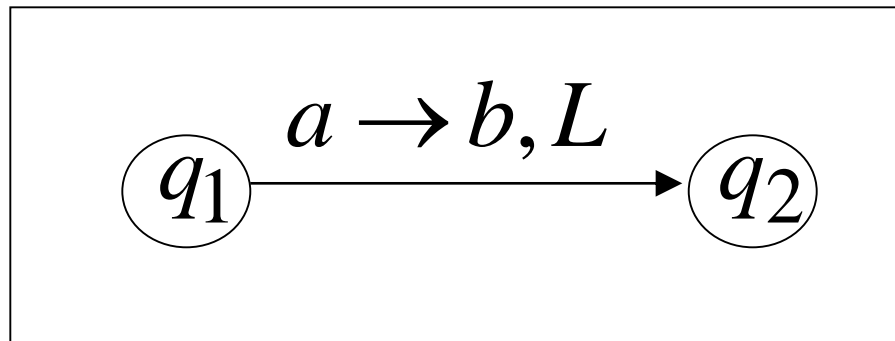 a → b, L
q₁ q₂